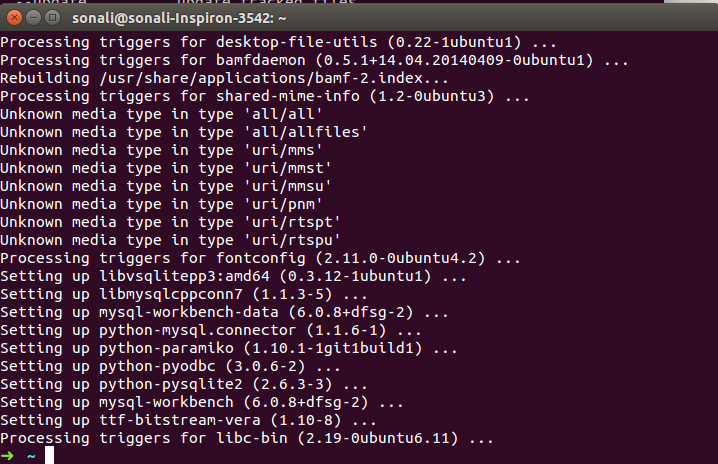 sonali@sonali-Inspiron-3542: ~
Processing triggers for desktop-file-utils (0.22-1ubuntu1) ...
Processing triggers for bamfdaemon (0.5.1+14.04.20140409-0ubuntu1) ...
Rebuilding /usr/share/applications/bamf-2.index...
Processing triggers for shared-mime-info (1.2-0ubuntu3) ...
Unknown media type in type 'all/all'
Unknown media type in type 'all/allfiles'
Unknown media type in type 'uri/mms'
Unknown media type in type 'uri/mmst'
Unknown media type in type 'uri/mmsu'
Unknown media type in type 'uri/pnm'
Unknown media type in type 'uri/rtspt'
Unknown media type in type 'uri/rtspu'
Processing triggers for fontconfig (2.11.0-0ubuntu4.2) ...
Setting up libvsqlitepp3:amd64 (0.3.12-1ubuntu1) ...
Setting up libmysqlcppconn7 (1.1.3-5) ...
Setting up mysql-workbench-data (6.0.8+dfsg-2) ...
Setting up python-mysql.connector (1.1.6-1) ...
Setting up python-paramiko (1.10.1-1git1build1) ...
Setting up python-pyodbc (3.0.6-2) ...
Setting up python-pysqlite2 (2.6.3-3) ...
Setting up mysql-workbench (6.0.8+dfsg-2) ...
Setting up ttf-bitstream-vera (1.10-8) ...
Processing triggers for libc-bin (2.19-0ubuntu6.11) ...
➜ ~